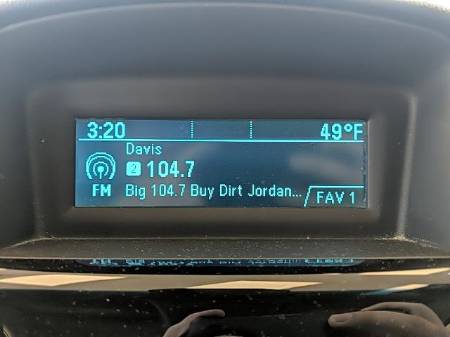 3:20 49°F
Davis
2 104.7
FM Big 104.7 Buy Dirt Jordan... FAV 1